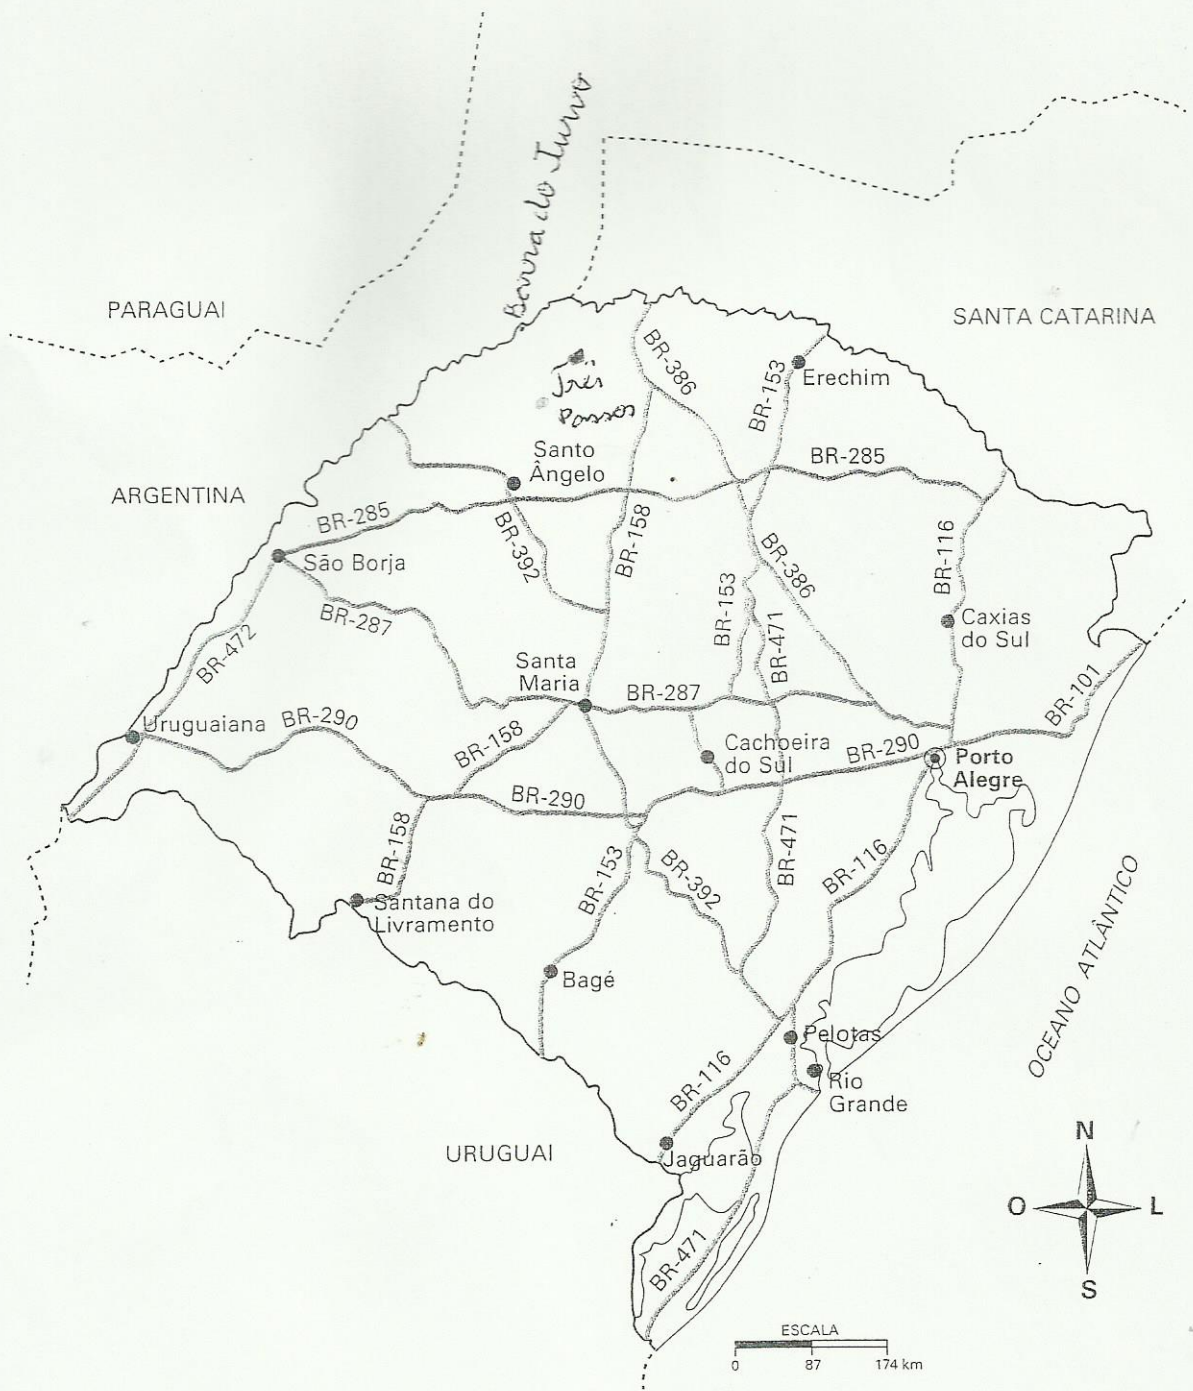 Barra do Turvo
PARAGUAI
SANTA CATARINA
BR-386
BR-153
Erechim
Três
Passos
Santo
Ângelo
BR-285
ARGENTINA
BR-285
BR-392
BR-158
BR-116
São Borja
BR-386
BR-287
BR-153
BR-471
Caxias
do Sul
BR-472
Santa
Maria
BR-287
BR-101
Uruguaiana
BR-290
BR-158
Cachoeira
do Sul
BR-290
Porto
Alegre
BR-290
BR-158
BR-153
BR-392
BR-471
BR-116
Santana do
Livramento
OCEANO ATLÂNTICO
Bagé
Pelotas
BR-116
Rio
Grande
URUGUAI
Jaguarão
N
O
L
S
BR-471
ESCALA
0 87 174 km